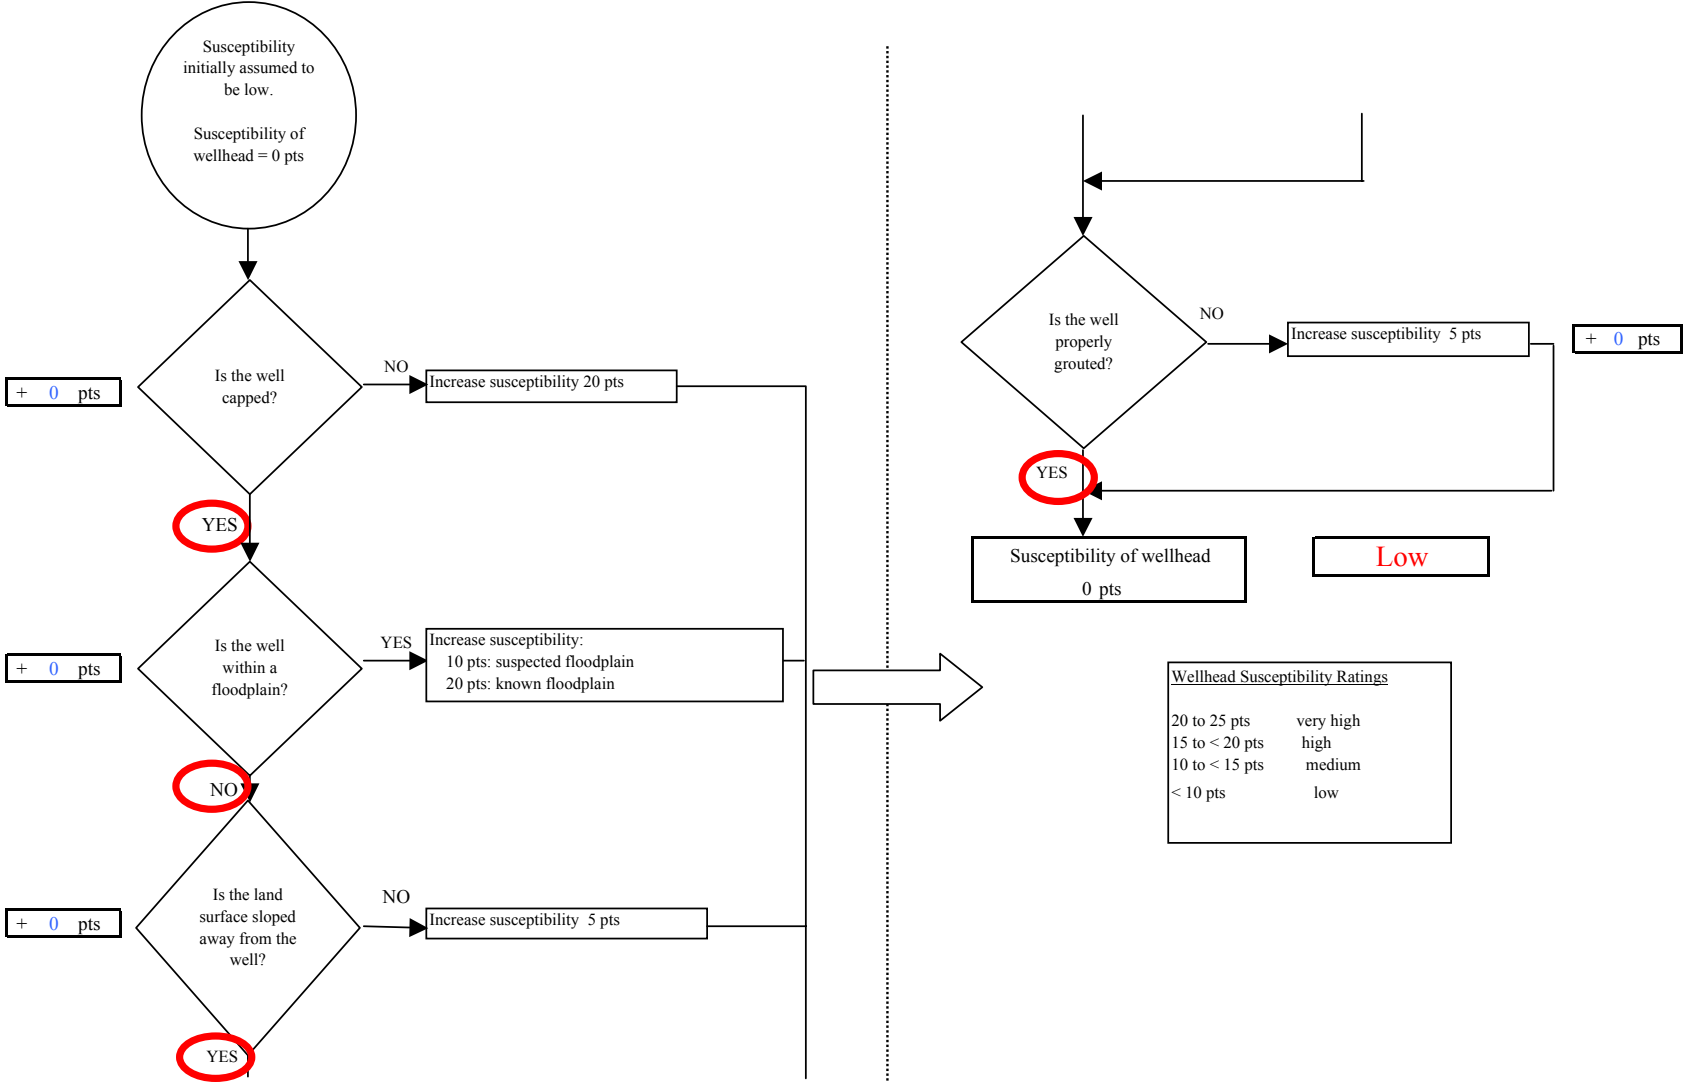 Susceptibility
initially assumed to
be low.
Susceptibility of
wellhead = 0 pts
Is the well
capped?
NO
Increase susceptibility 20 pts
+ 0 pts
YES
Is the well
within a
floodplain?
YES
Increase susceptibility:
10 pts: suspected floodplain
20 pts: known floodplain
+ 0 pts
NO
Is the land
surface sloped
away from the
well?
NO
Increase susceptibility 5 pts
+ 0 pts
YES
Is the well
properly
grouted?
NO
Increase susceptibility 5 pts
+ 0 pts
YES
Susceptibility of wellhead
0 pts
Low
Wellhead Susceptibility Ratings
20 to 25 pts very high
15 to < 20 pts high
10 to < 15 pts medium
< 10 pts low